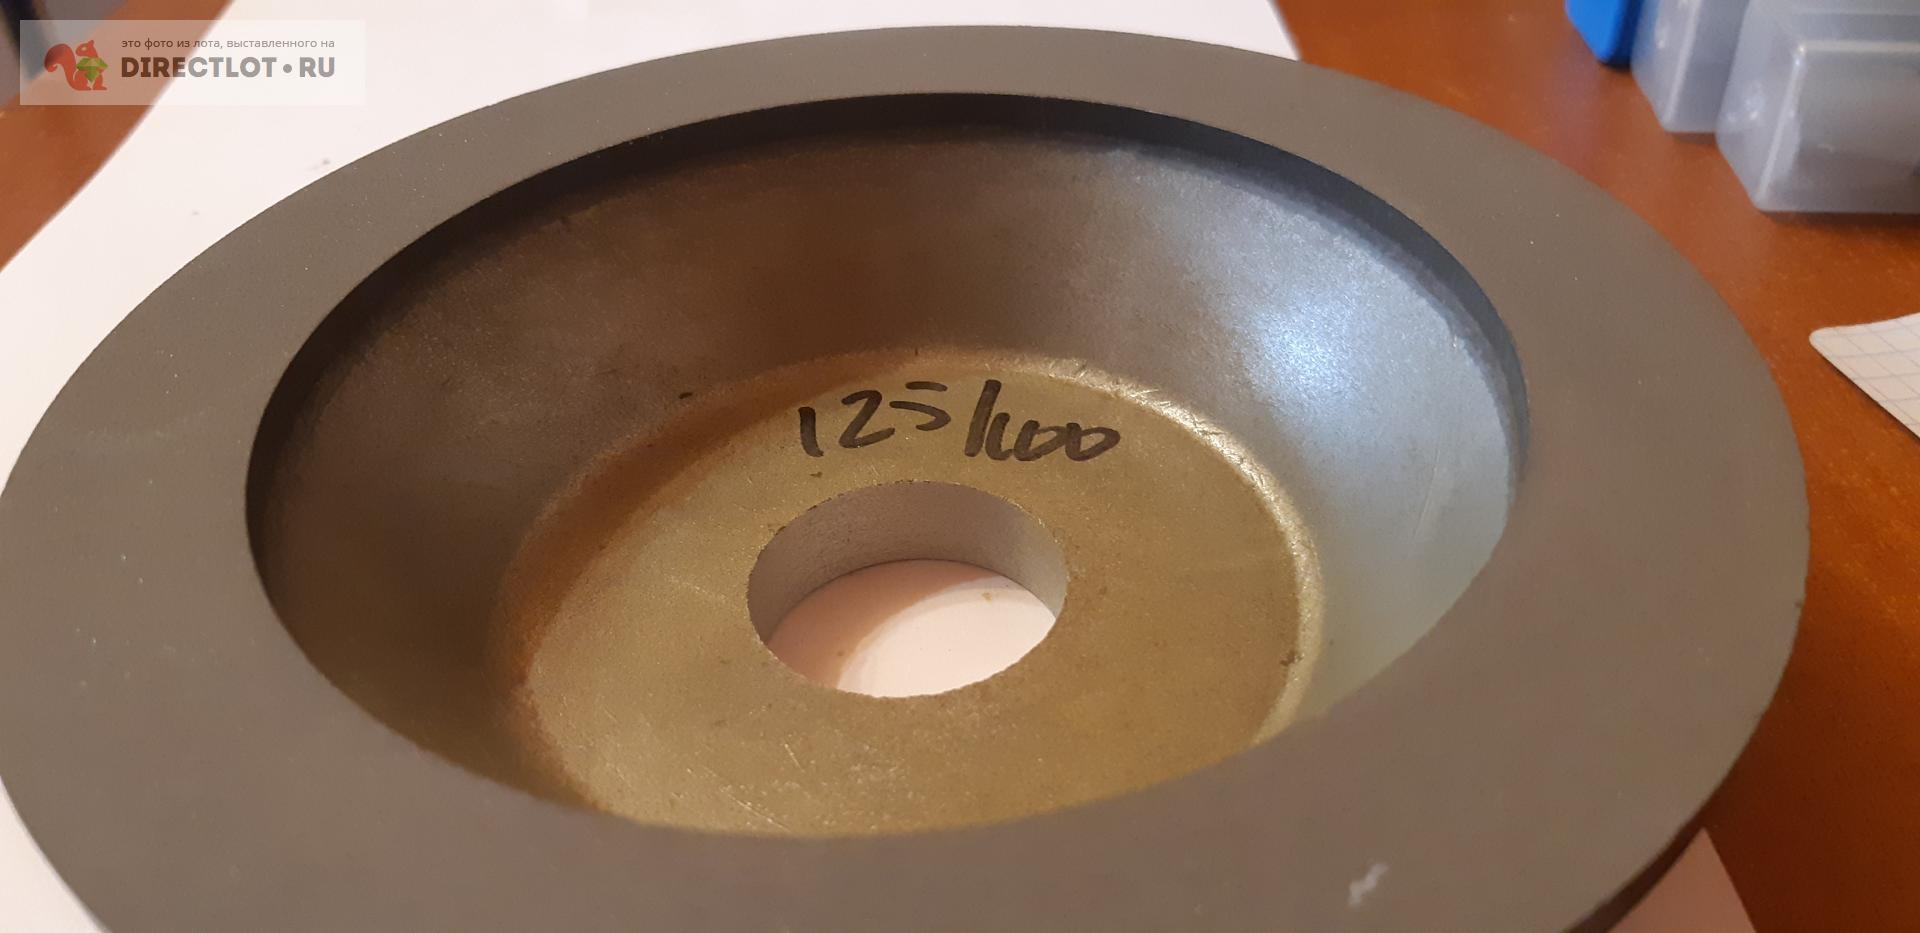 это фото из лота, выставленного на
DIRECTLOT•RU
125/100